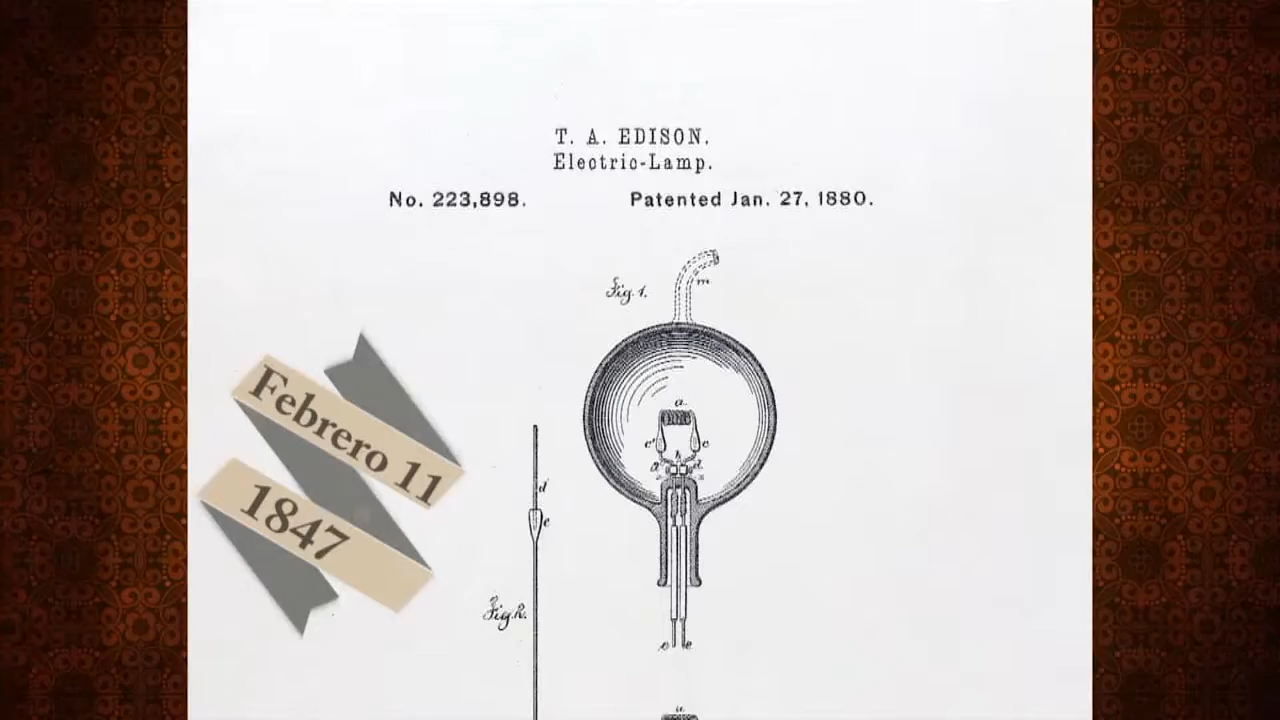 T. A. EDISON.
Electric-Lamp.
No. 223,898. Patented Jan. 27, 1880.
Fig. 1.
m
a
c' c
h
d
d
e
Febrero 11
1847
Fig. 2.
e e
a